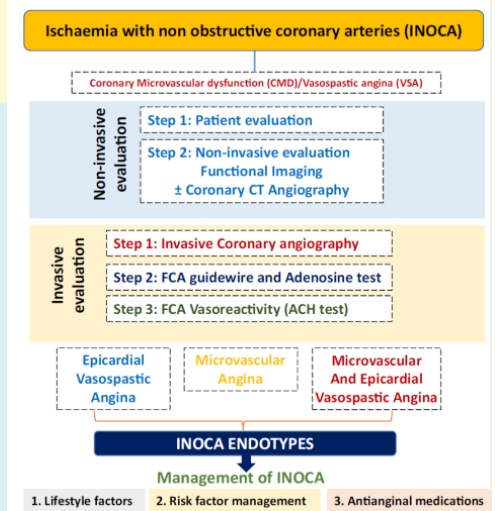 Ischaemia with non obstructive coronary arteries (INOCA)
Coronary Microvascular dysfunction (CMD)/Vasospastic angina (VSA)
Non-invasive
evaluation
Step 1: Patient evaluation
Step 2: Non-invasive evaluation
Functional Imaging
± Coronary CT Angiography
Invasive
evaluation
Step 1: Invasive Coronary angiography
Step 2: FCA guidewire and Adenosine test
Step 3: FCA Vasoreactivity (ACH test)
Epicardial
Vasospastic
Angina
Microvascular
Angina
Microvascular
And Epicardial
Vasospastic Angina
INOCA ENDOTYPES
Management of INOCA
1. Lifestyle factors
2. Risk factor management
3. Antianginal medications